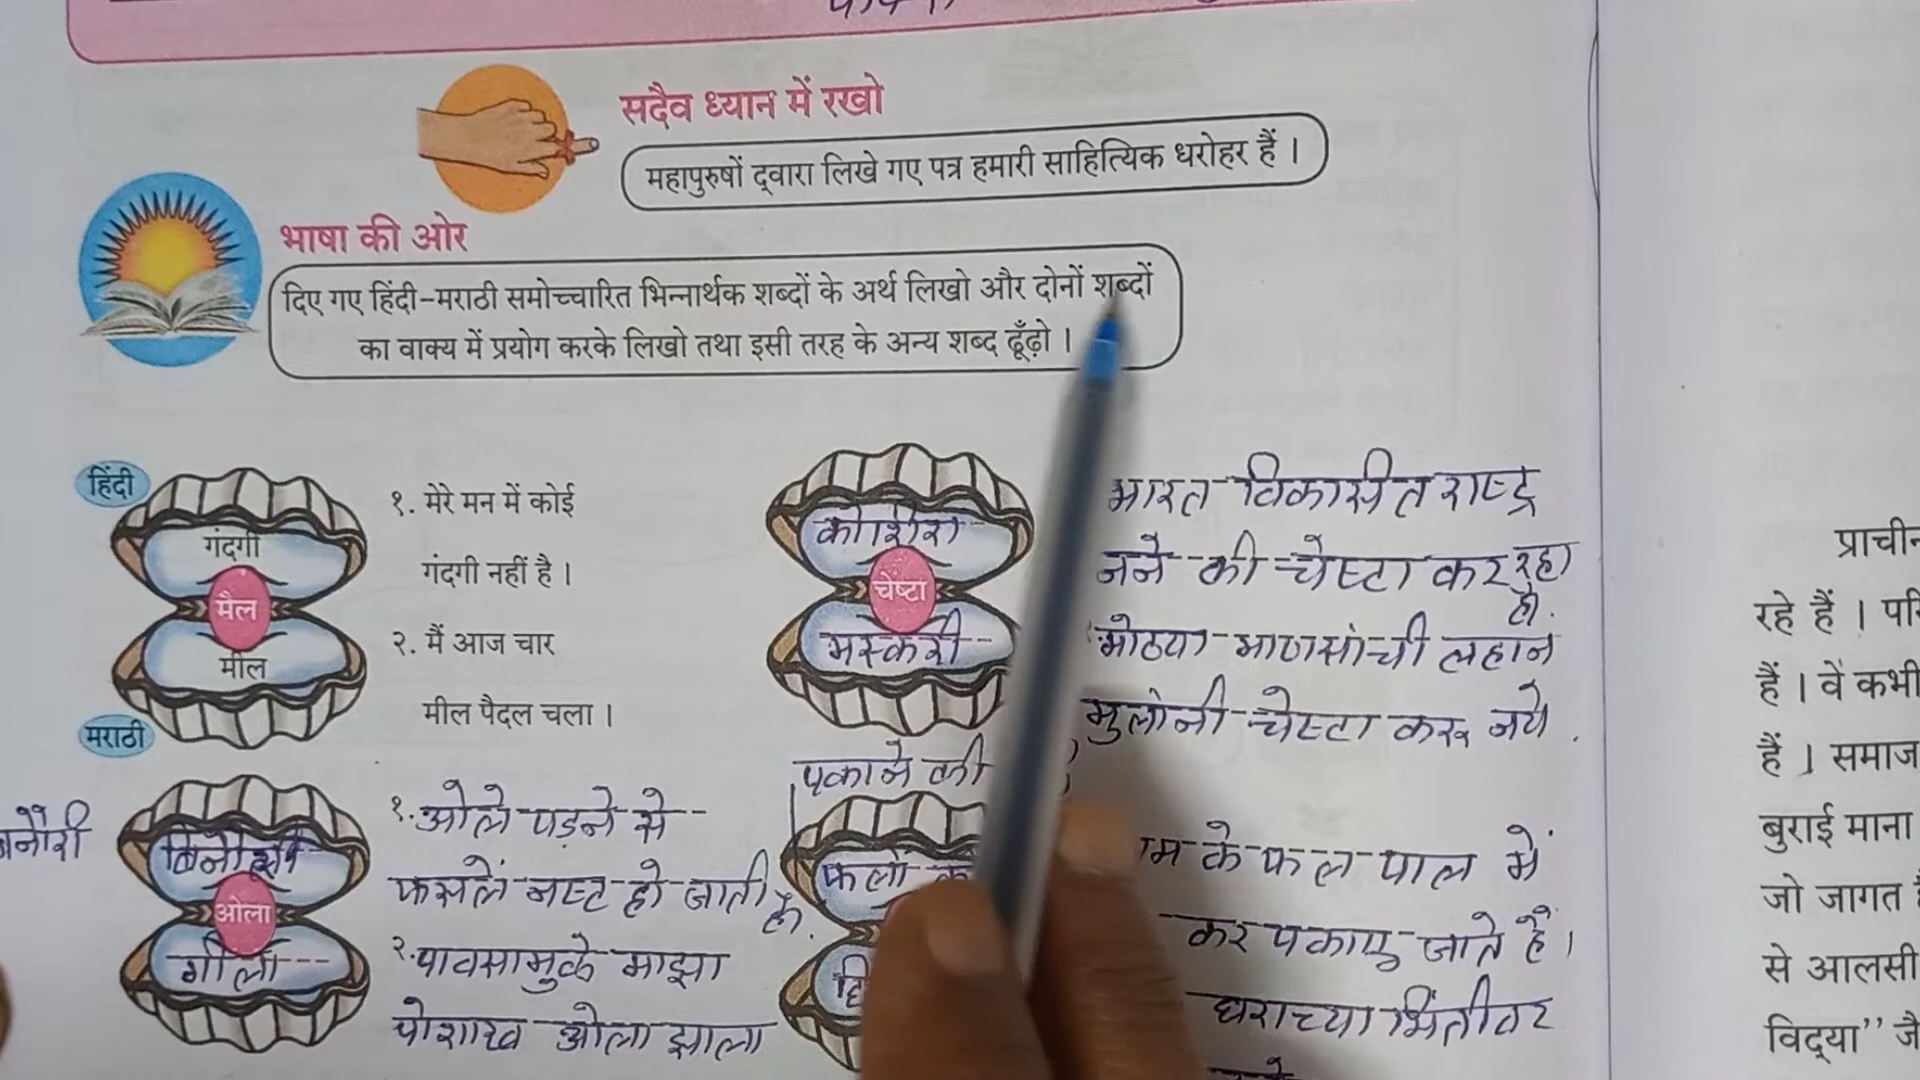 सदैव ध्यान में रखो
महापुरुषों द्‌वारा लिखे गए पत्र हमारी साहित्यिक धरोहर हैं ।
भाषा की ओर
दिए गए हिंदी-मराठी समोच्चारित भिन्नार्थक शब्दों के अर्थ लिखो और दोनों शब्दों
का वाक्य में प्रयोग करके लिखो तथा इसी तरह के अन्य शब्द ढूँढ़ो ।
हिंदी
गंदगी
मैल
मील
मराठी
१. मेरे मन में कोई
गंदगी नहीं है ।
२. मैं आज चार
मील पैदल चला ।
कोशिश
चेष्टा
मस्करी
भारत विकासीत राष्ट्र
की चेष्टा कर रहा
है.
मोठया माणसांची लहान
मुलांनी चेष्टा करू नये .
ओला
गीला
१. ओले पड़ने से
फसलें नष्ट हो जाती
है.
२. पावसामुळे माझा
पोशाख ओला झाला
पकाने की
फलों
के फल पाल में
कर पकाए जाते हैं ।
घराच्या भिंतीवर
रहे हैं ।
हैं । वे कभी
हैं । समाज
बुराई माना
जो जागत
से आलसी
विद्‌या"